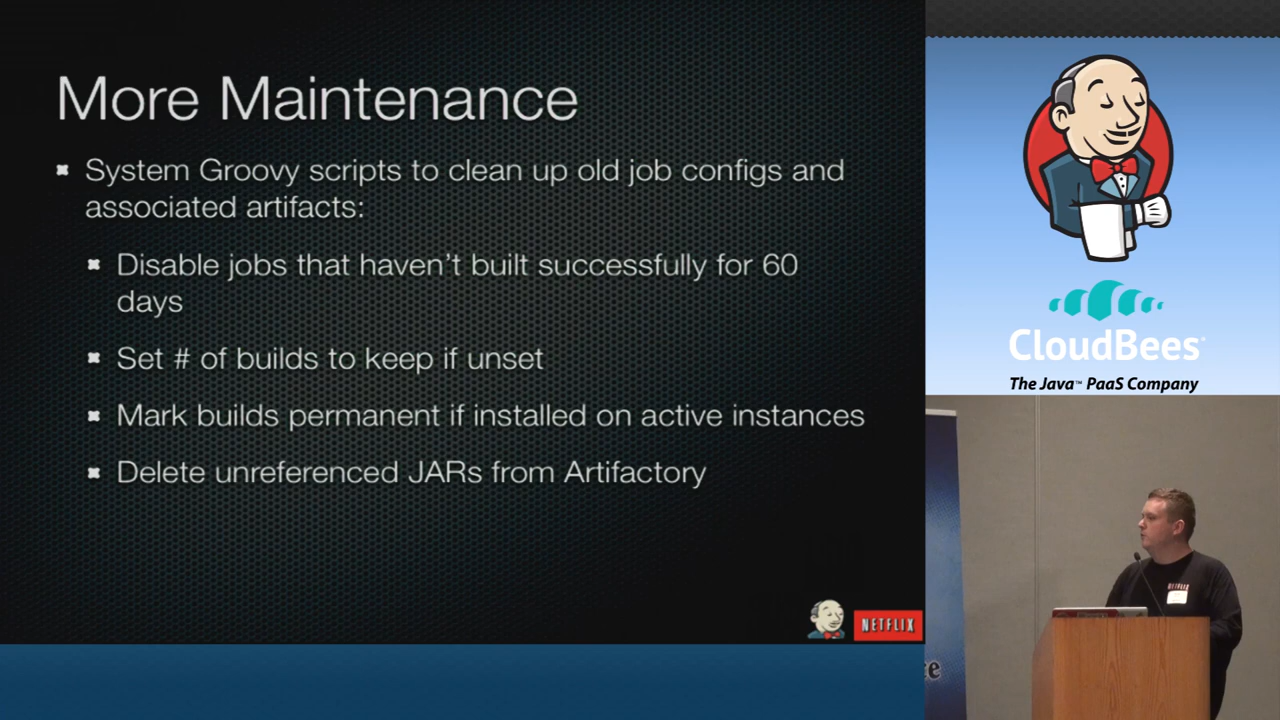 More Maintenance
System Groovy scripts to clean up old job configs and
associated artifacts:
Disable jobs that haven't built successfully for 60
days
Set # of builds to keep if unset
Mark builds permanent if installed on active instances
Delete unreferenced JARs from Artifactory
NETFLIX
CloudBees
The Java™ PaaS Company
NETFLIX